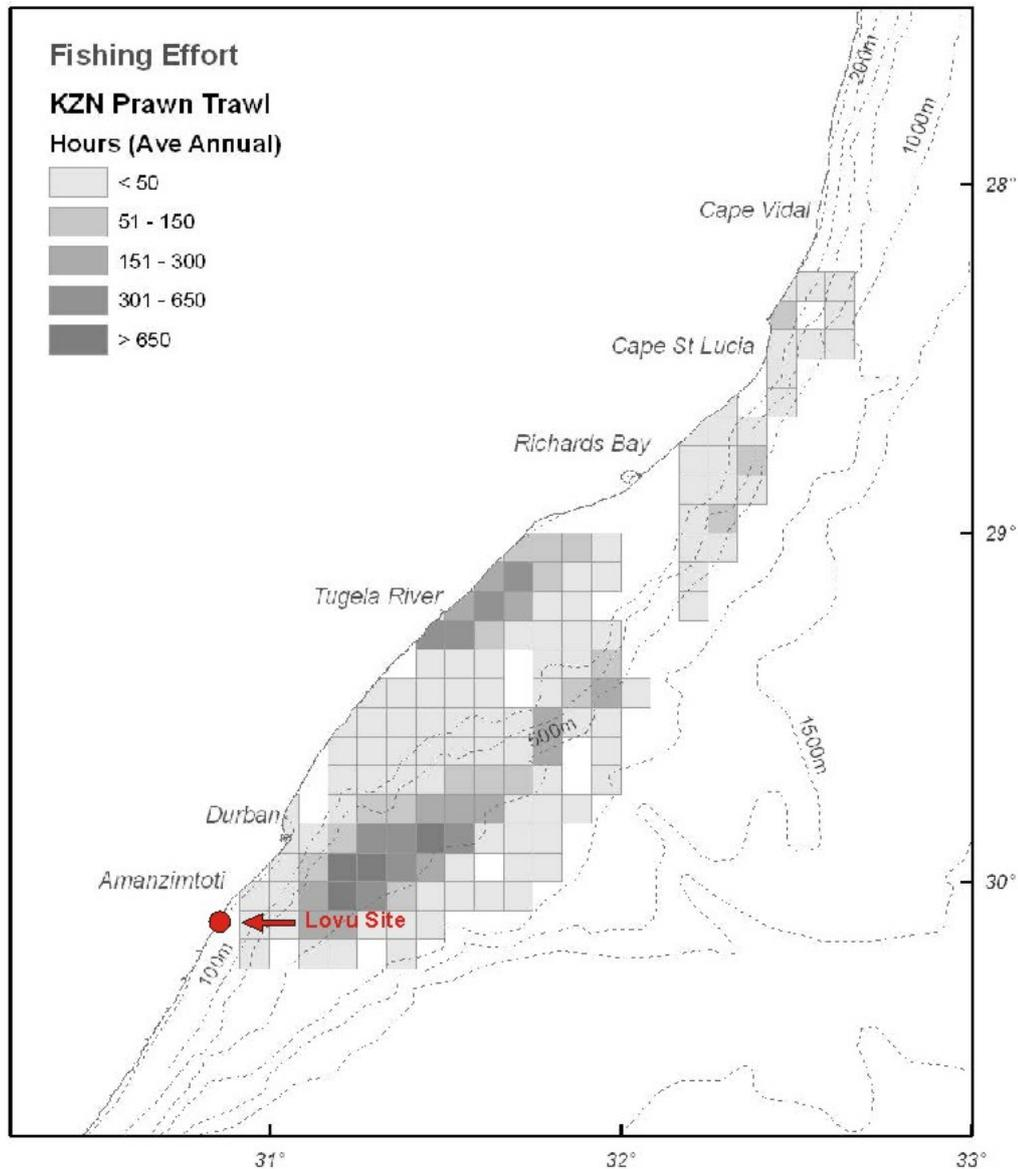 Fishing Effort
KZN Prawn Trawl
Hours (Ave Annual)
< 50
51 - 150
151 - 300
301 - 650
> 650
200m
1000m
28°
Cape Vidal
Cape St Lucia
Richards Bay
29°
Tugela River
500m
1500m
Durban
Amanzimtoti
30°
Lovu Site
100m
31°
32°
33°